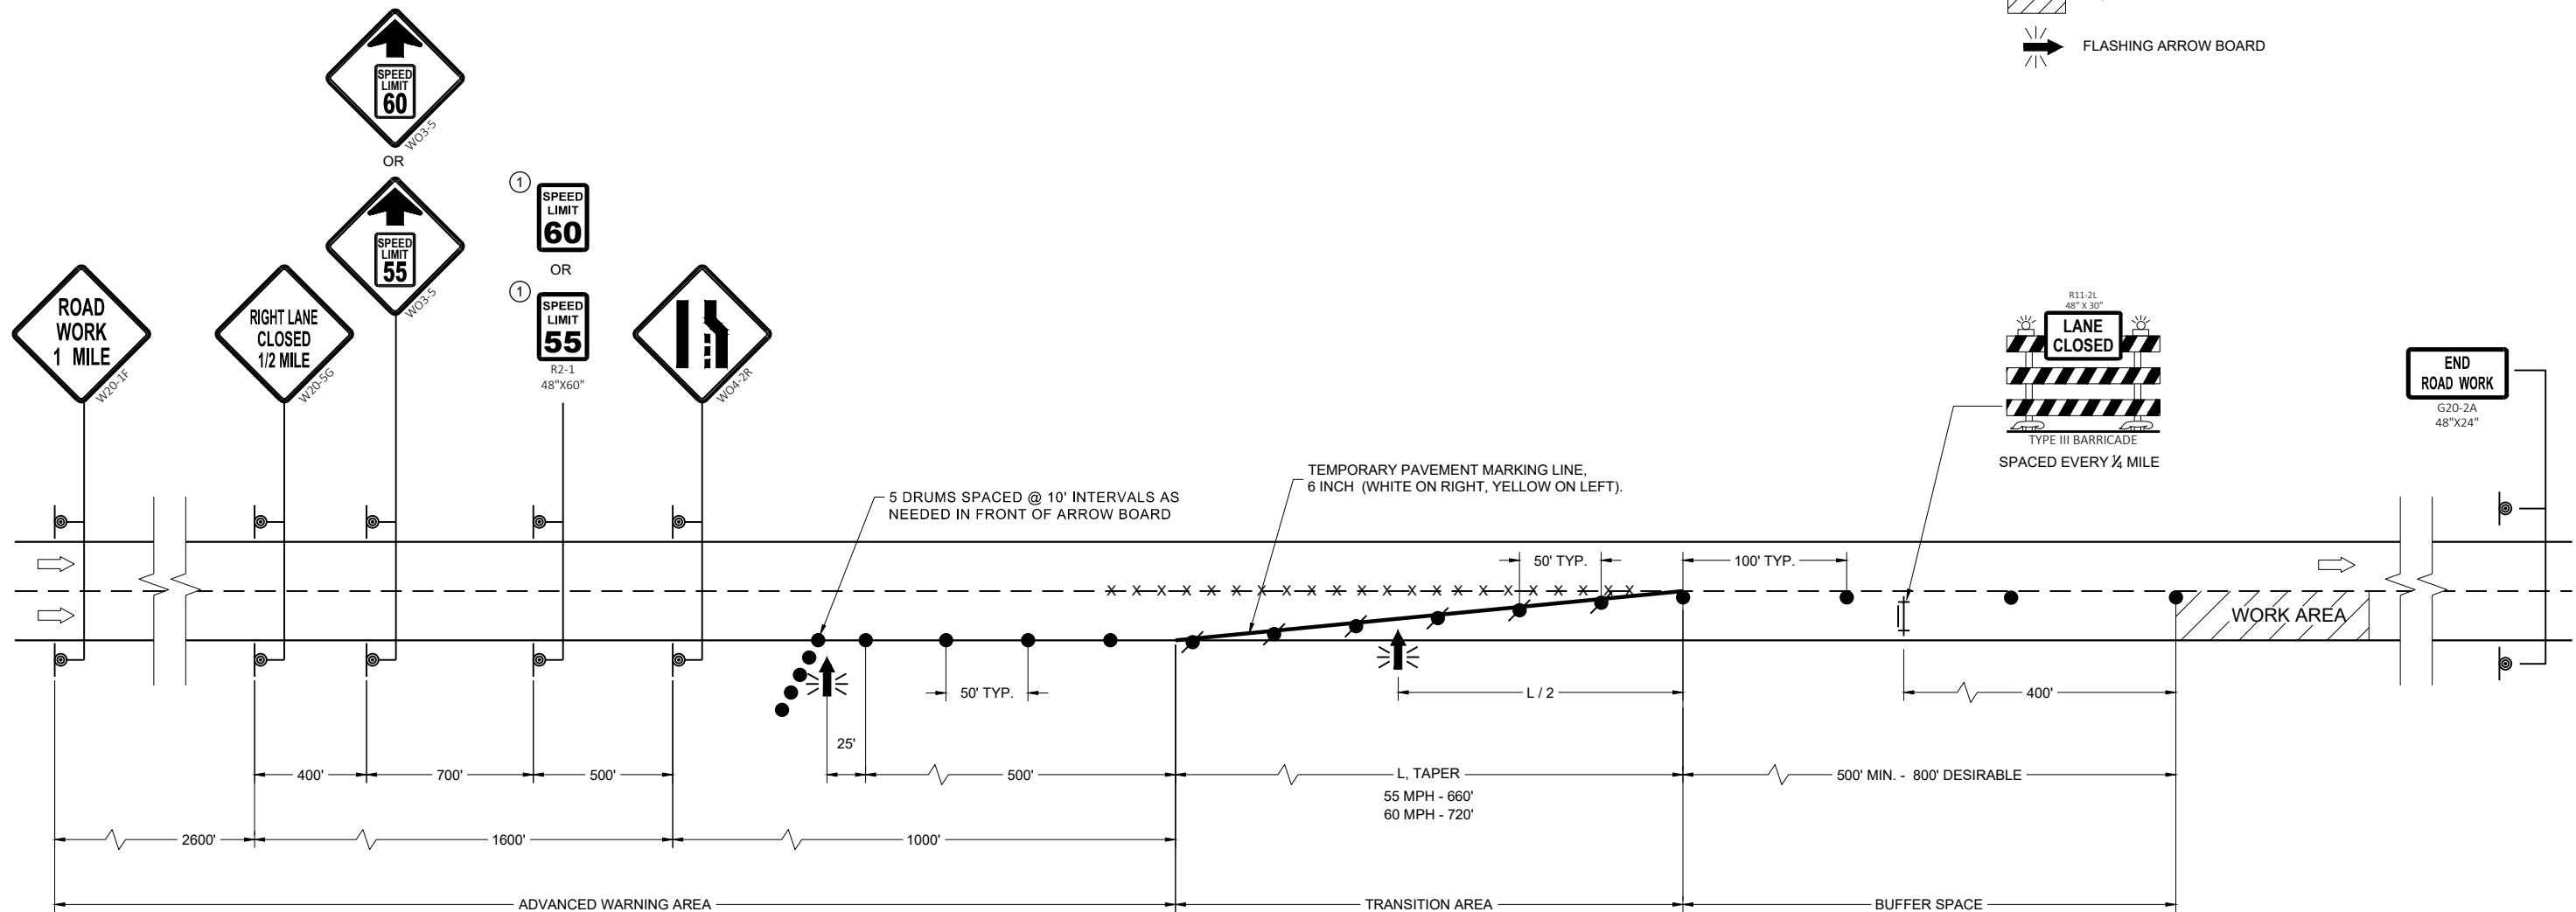 FLASHING ARROW BOARD
SPEED
LIMIT
60
WO3-5
OR
SPEED
LIMIT
55
WO3-5
1
SPEED
LIMIT
60
OR
1
SPEED
LIMIT
55
R2-1
48"X60"
ROAD
WORK
1 MILE
W20-1F
RIGHT LANE
CLOSED
1/2 MILE
W20-5G
WO4-2R
R11-2L
48" X 30"
LANE
CLOSED
TYPE III BARRICADE
SPACED EVERY ¼ MILE
END
ROAD WORK
G20-2A
48"X24"
5 DRUMS SPACED @ 10' INTERVALS AS
NEEDED IN FRONT OF ARROW BOARD
TEMPORARY PAVEMENT MARKING LINE,
6 INCH (WHITE ON RIGHT, YELLOW ON LEFT).
50' TYP.
100' TYP.
X X X X X X X X X X X X X X X X X X X X X X
WORK AREA
50' TYP.
L / 2
400'
25'
400'
700'
500'
500'
L, TAPER
55 MPH - 660'
60 MPH - 720'
500' MIN. - 800' DESIRABLE
2600'
1600'
1000'
ADVANCED WARNING AREA
TRANSITION AREA
BUFFER SPACE